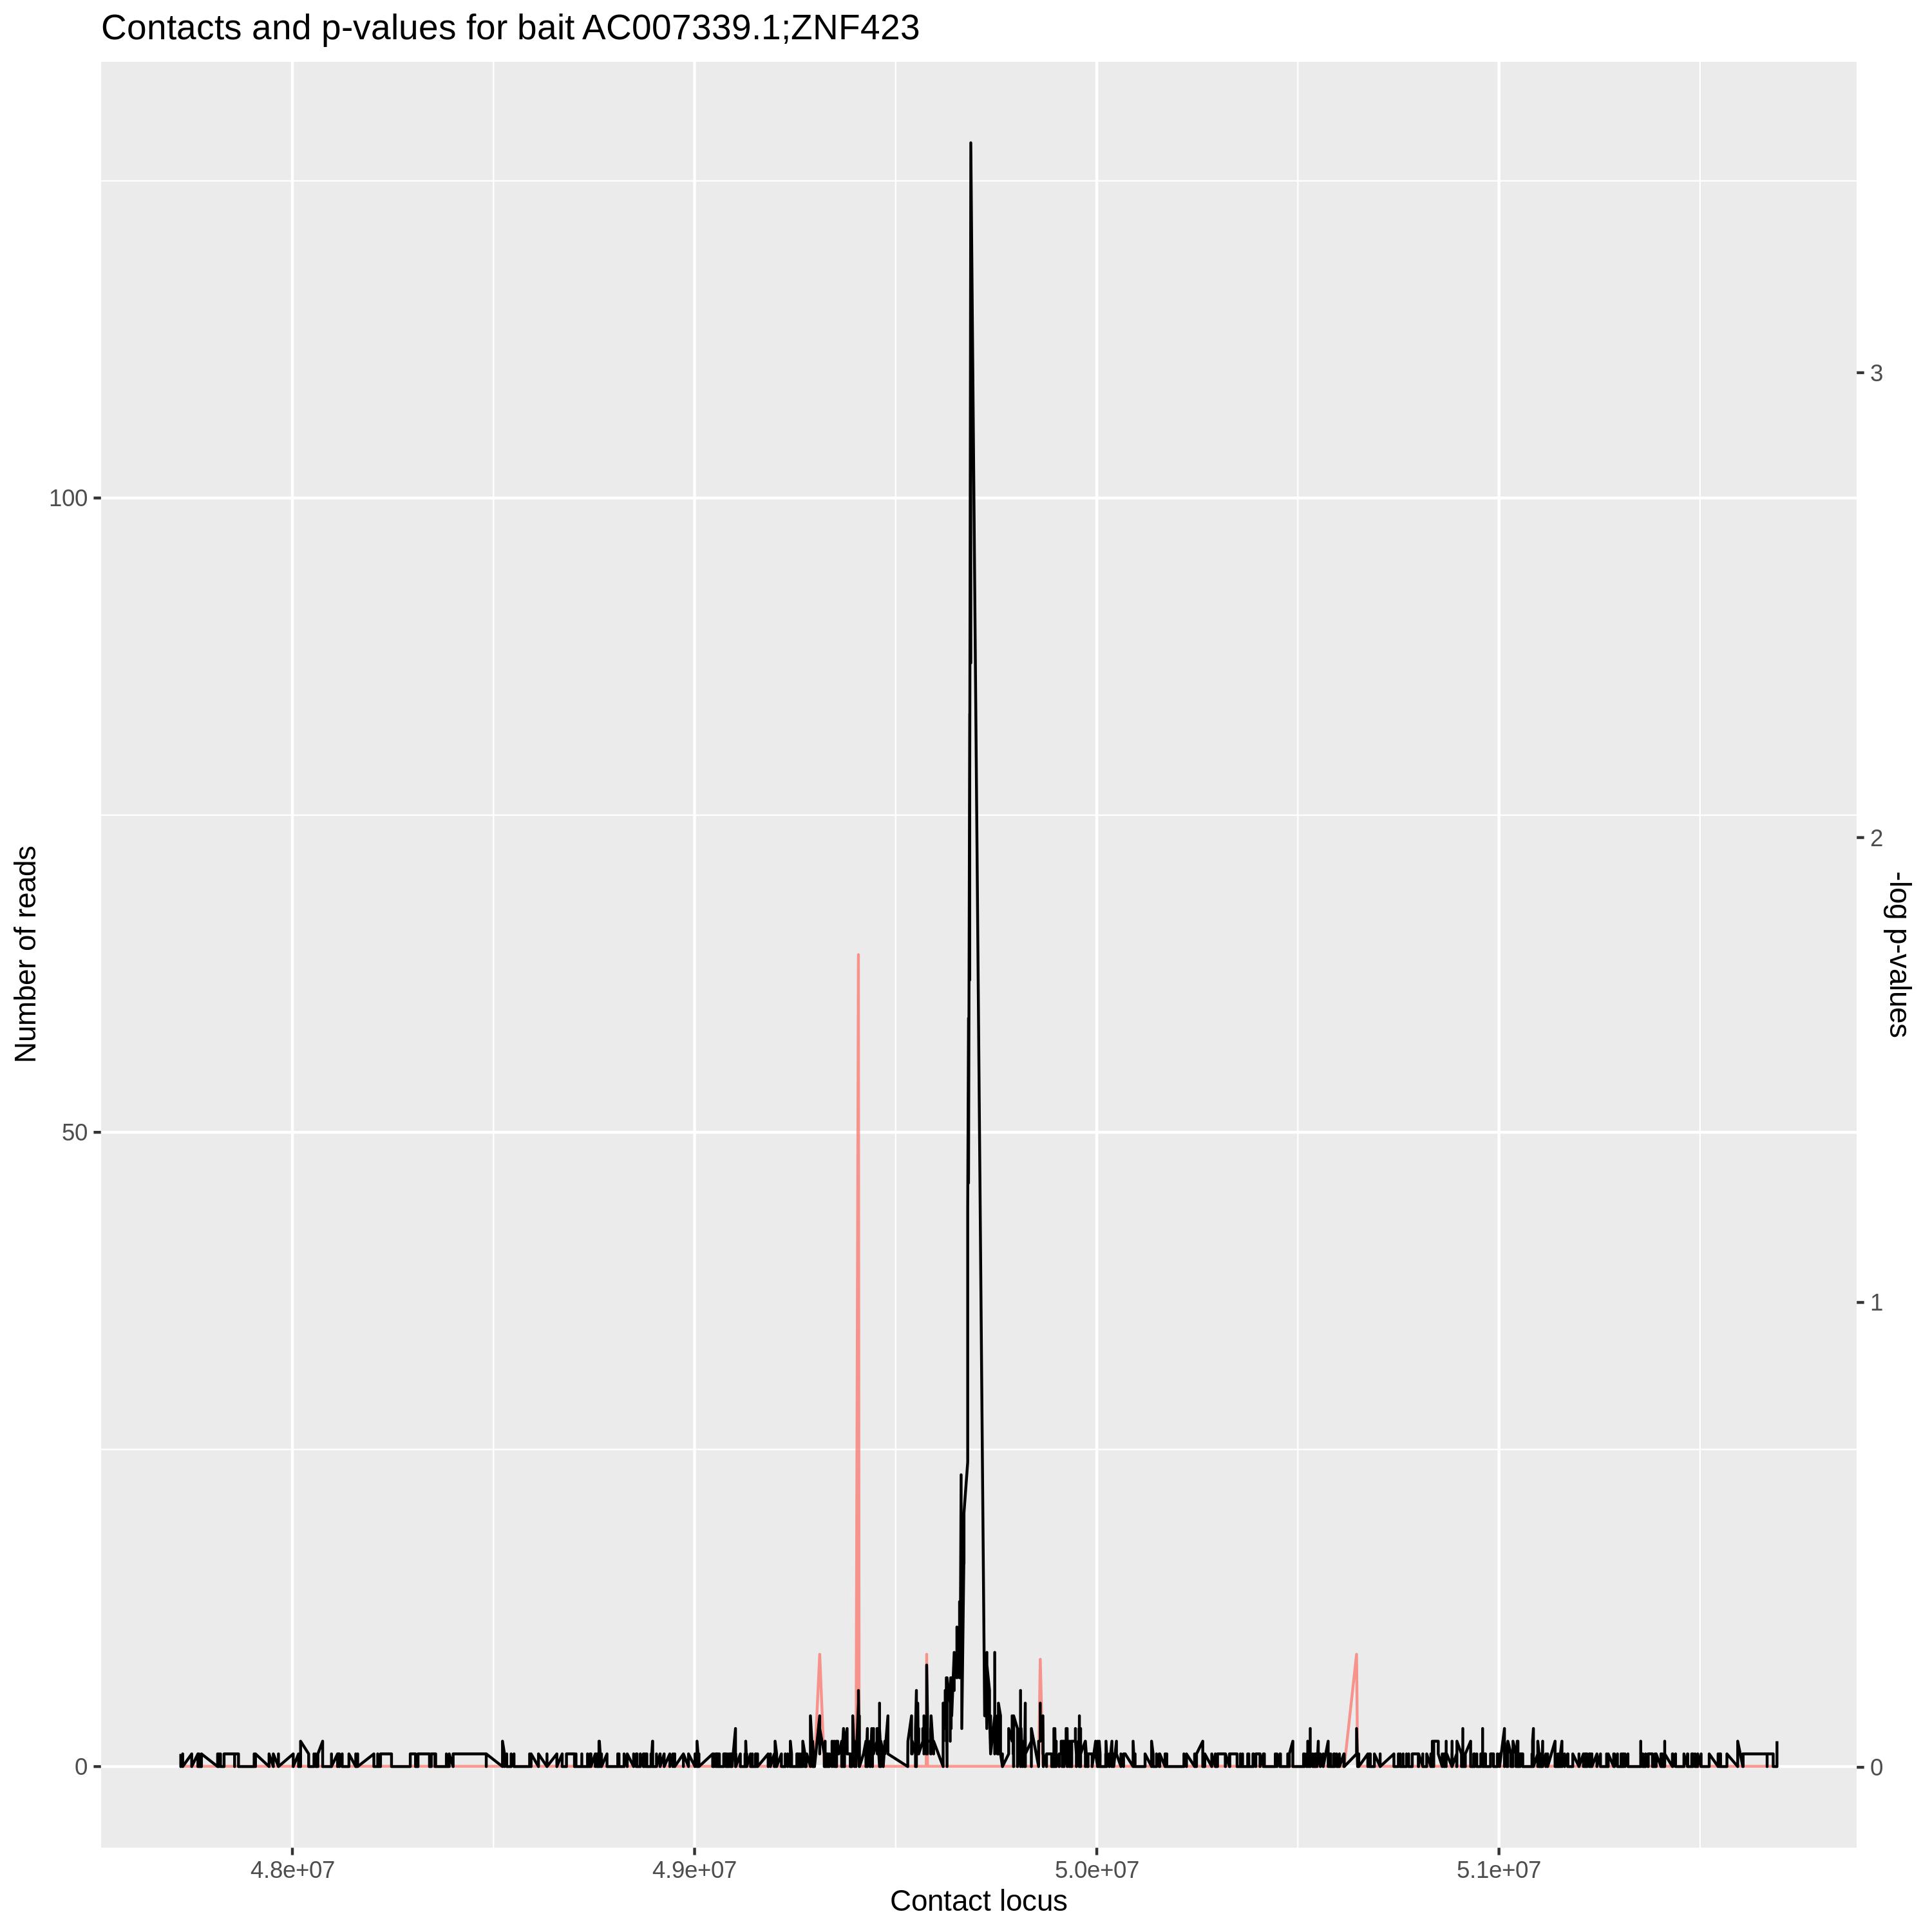 Contacts and p-values for bait AC007339.1;ZNF423
Number of reads
100
50
0
3
2
1
0
-log p-values
4.8e+07 4.9e+07 5.0e+07 5.1e+07
Contact locus